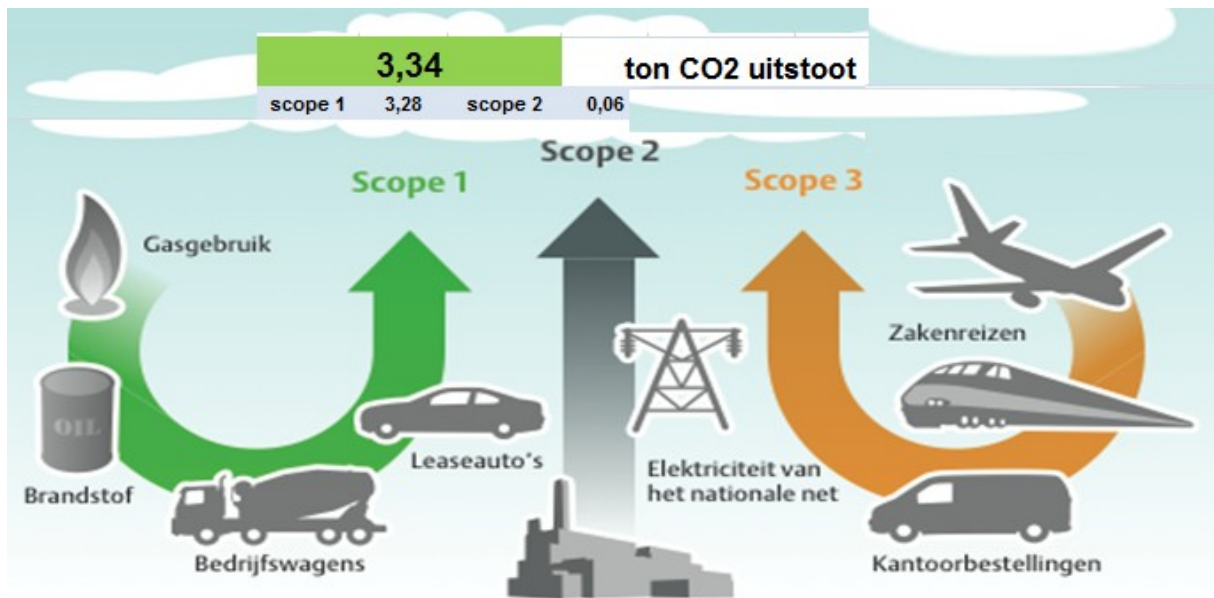 3,34 ton CO2 uitstoot
scope 1 3,28 scope 2 0,06
Scope 2
Scope 1
Scope 3
Gasgebruik
Zakenreizen
OIL
Leaseauto's
Elektriciteit van
het nationale net
Brandstof
Bedrijfswagens
Kantoorbestellingen